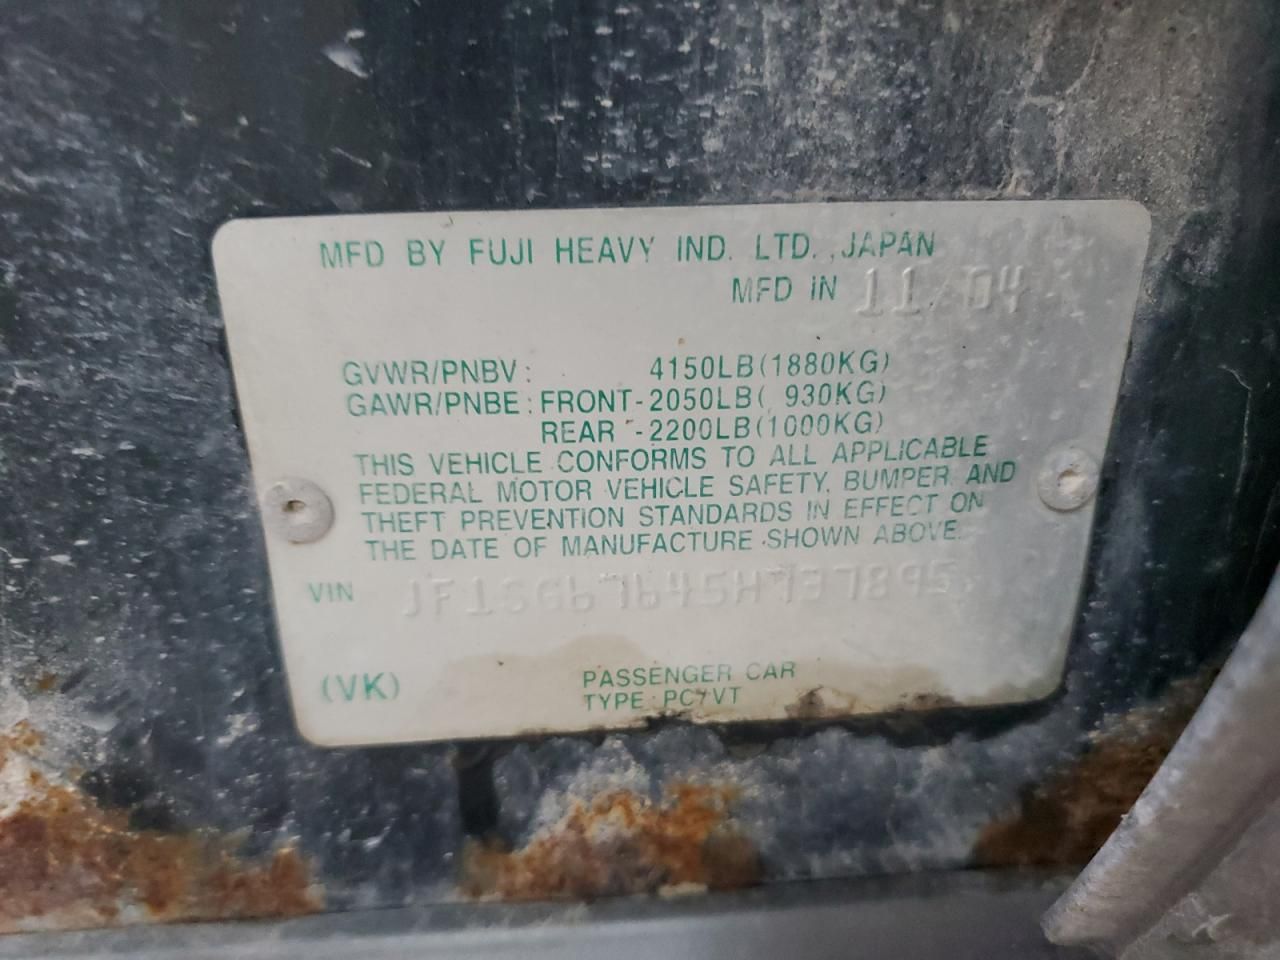 MFD BY FUJI HEAVY IND. LTD., JAPAN
MFD IN 11/04
GVWR/PNBV: 4150LB(1880KG)
GAWR/PNBE: FRONT-2050LB( 930KG)
REAR -2200LB(1000KG)
THIS VEHICLE CONFORMS TO ALL APPLICABLE
FEDERAL MOTOR VEHICLE SAFETY, BUMPER, AND
THEFT PREVENTION STANDARDS IN EFFECT ON
THE DATE OF MANUFACTURE SHOWN ABOVE.
VIN
(VK)
PASSENGER CAR
TYPE: PC/VT